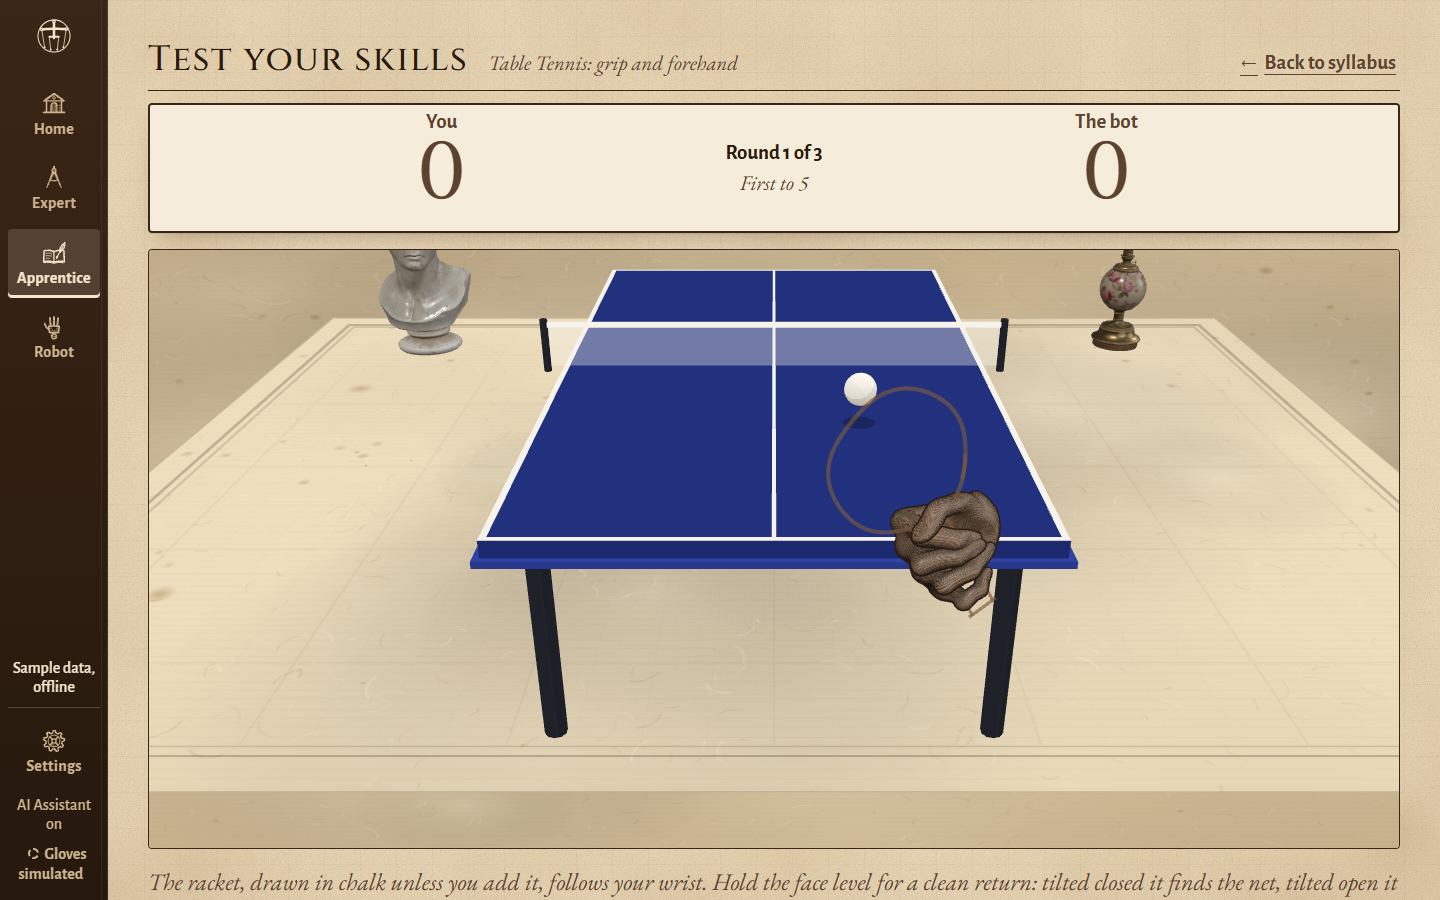 Test your skills
Table Tennis: grip and forehand
← Back to syllabus
Home
Expert
Apprentice
Robot
Sample data,
offline
Settings
AI Assistant
on
Gloves
simulated
You
0
Round 1 of 3
First to 5
The bot
0
The racket, drawn in chalk unless you add it, follows your wrist. Hold the face level for a clean return: tilted closed it finds the net, tilted open it